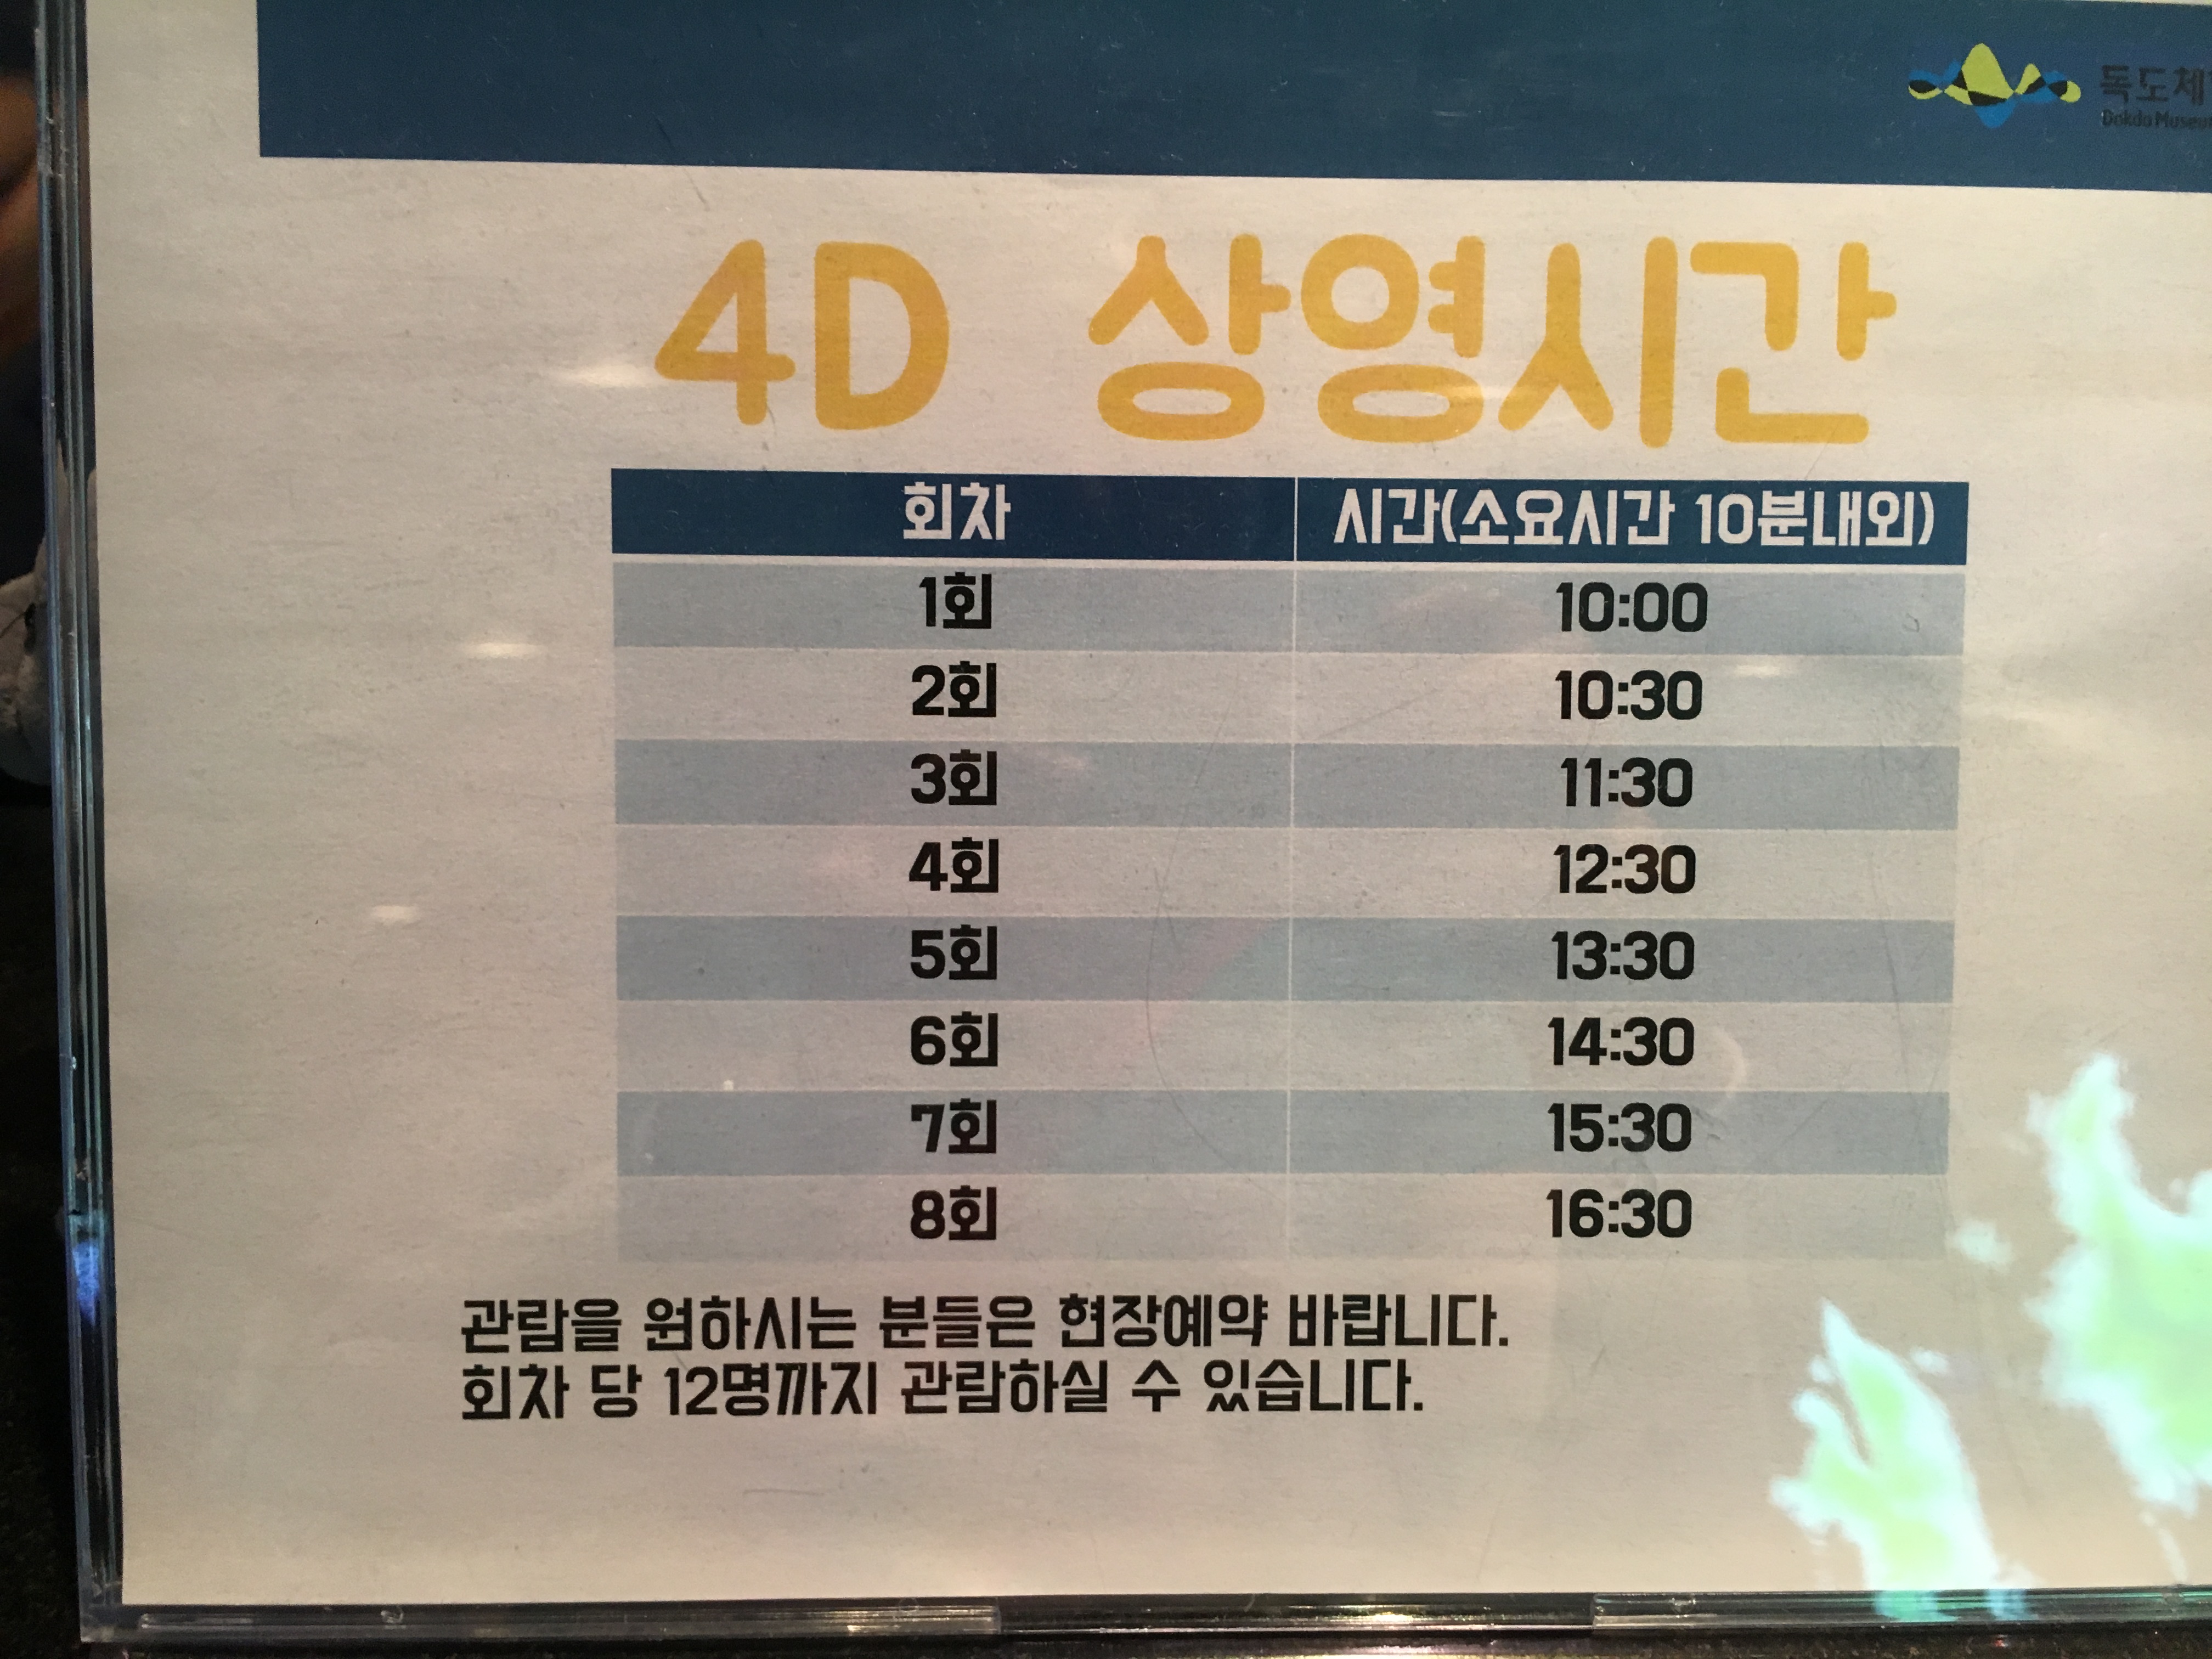 독도체
Dokdo Museu
4D 상영시간
회차 시간(소요시간 10분내외)
1회 10:00
2회 10:30
3회 11:30
4회 12:30
5회 13:30
6회 14:30
7회 15:30
8회 16:30
관람을 원하시는 분들은 현장예약 바랍니다.
회차 당 12명까지 관람하실 수 있습니다.